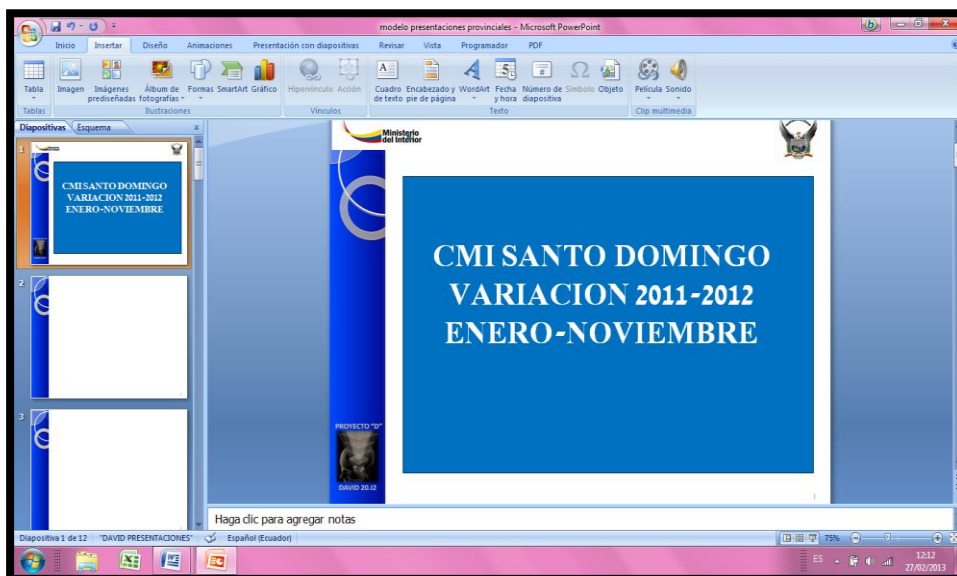 modelo presentaciones provinciales - Microsoft PowerPoint
Inicio Insertar Diseño Animaciones Presentación con diapositivas Revisar Vista Programador PDF
Tabla Imagen Imágenes prediseñadas Álbum de fotografías Formas SmartArt Gráfico Hipervínculo Acción Cuadro de texto Encabezado y pie de página WordArt Fecha y hora Número de diapositiva Símbolo Objeto Película Sonido
Tablas Ilustraciones Vínculos Texto Clip multimedia
Diapositivas Esquema
1
CMI SANTO DOMINGO
VARIACION 2011-2012
ENERO-NOVIEMBRE
2
3
Ministerio
del Interior
CMI SANTO DOMINGO
VARIACION 2011-2012
ENERO-NOVIEMBRE
PROYECTO "D"
DAVID 20.12
1
Haga clic para agregar notas
Diapositiva 1 de 12 "DAVID PRESENTACIONES" Español (Ecuador) 75%
ES 12:12
27/02/2013